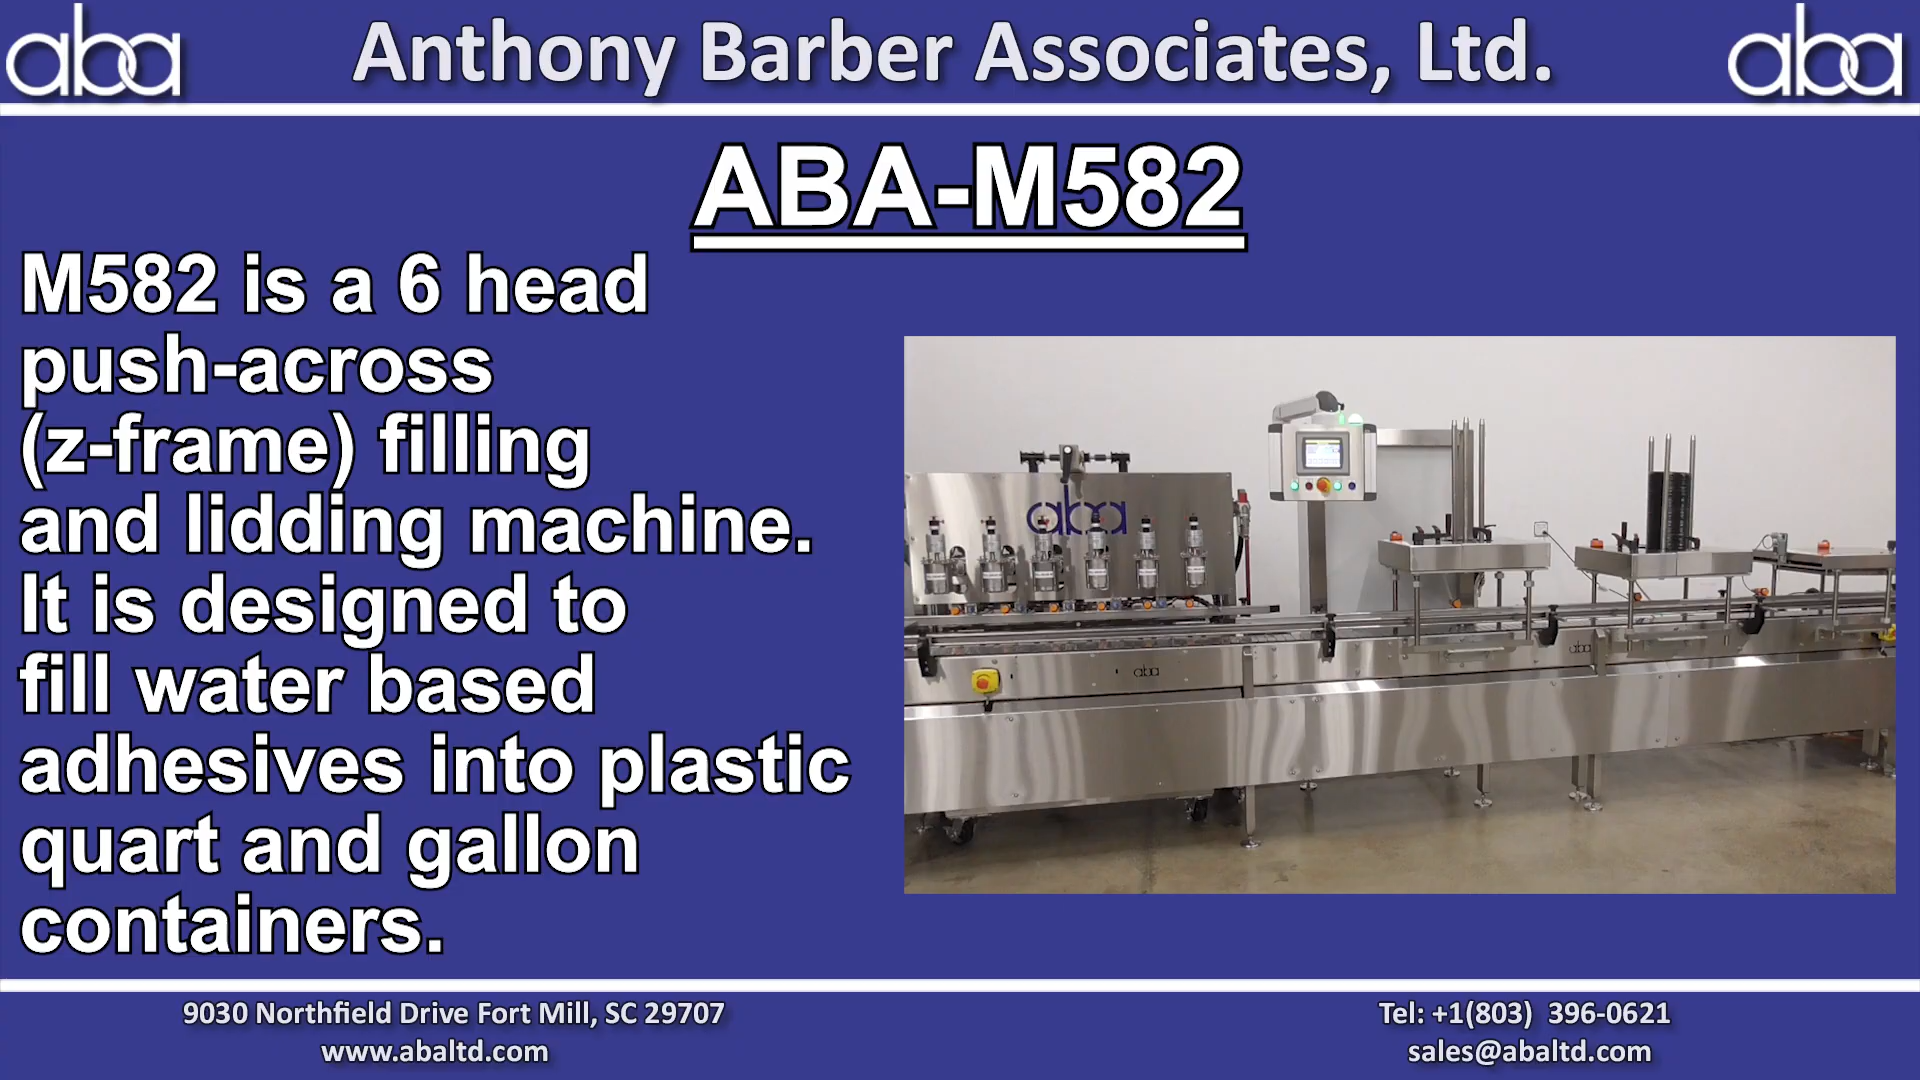 aba
Anthony Barber Associates, Ltd.
aba
ABA-M582
M582 is a 6 head
push-across
(z-frame) filling
and lidding machine.
It is designed to
fill water based
adhesives into plastic
quart and gallon
containers.
aba
aba
aba
9030 Northfield Drive Fort Mill, SC 29707
www.abaltd.com
Tel: +1(803) 396-0621
sales@abaltd.com